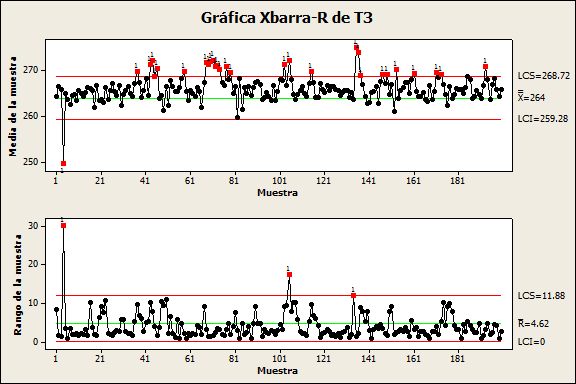 Gráfica Xbarra-R de T3
Media de la muestra
270
260
250
LCS=268.72
X=264
LCI=259.28
1 21 41 61 81 101 121 141 161 181
Muestra
Rango de la muestra
30
20
10
0
LCS=11.88
R=4.62
LCI=0
1 21 41 61 81 101 121 141 161 181
Muestra